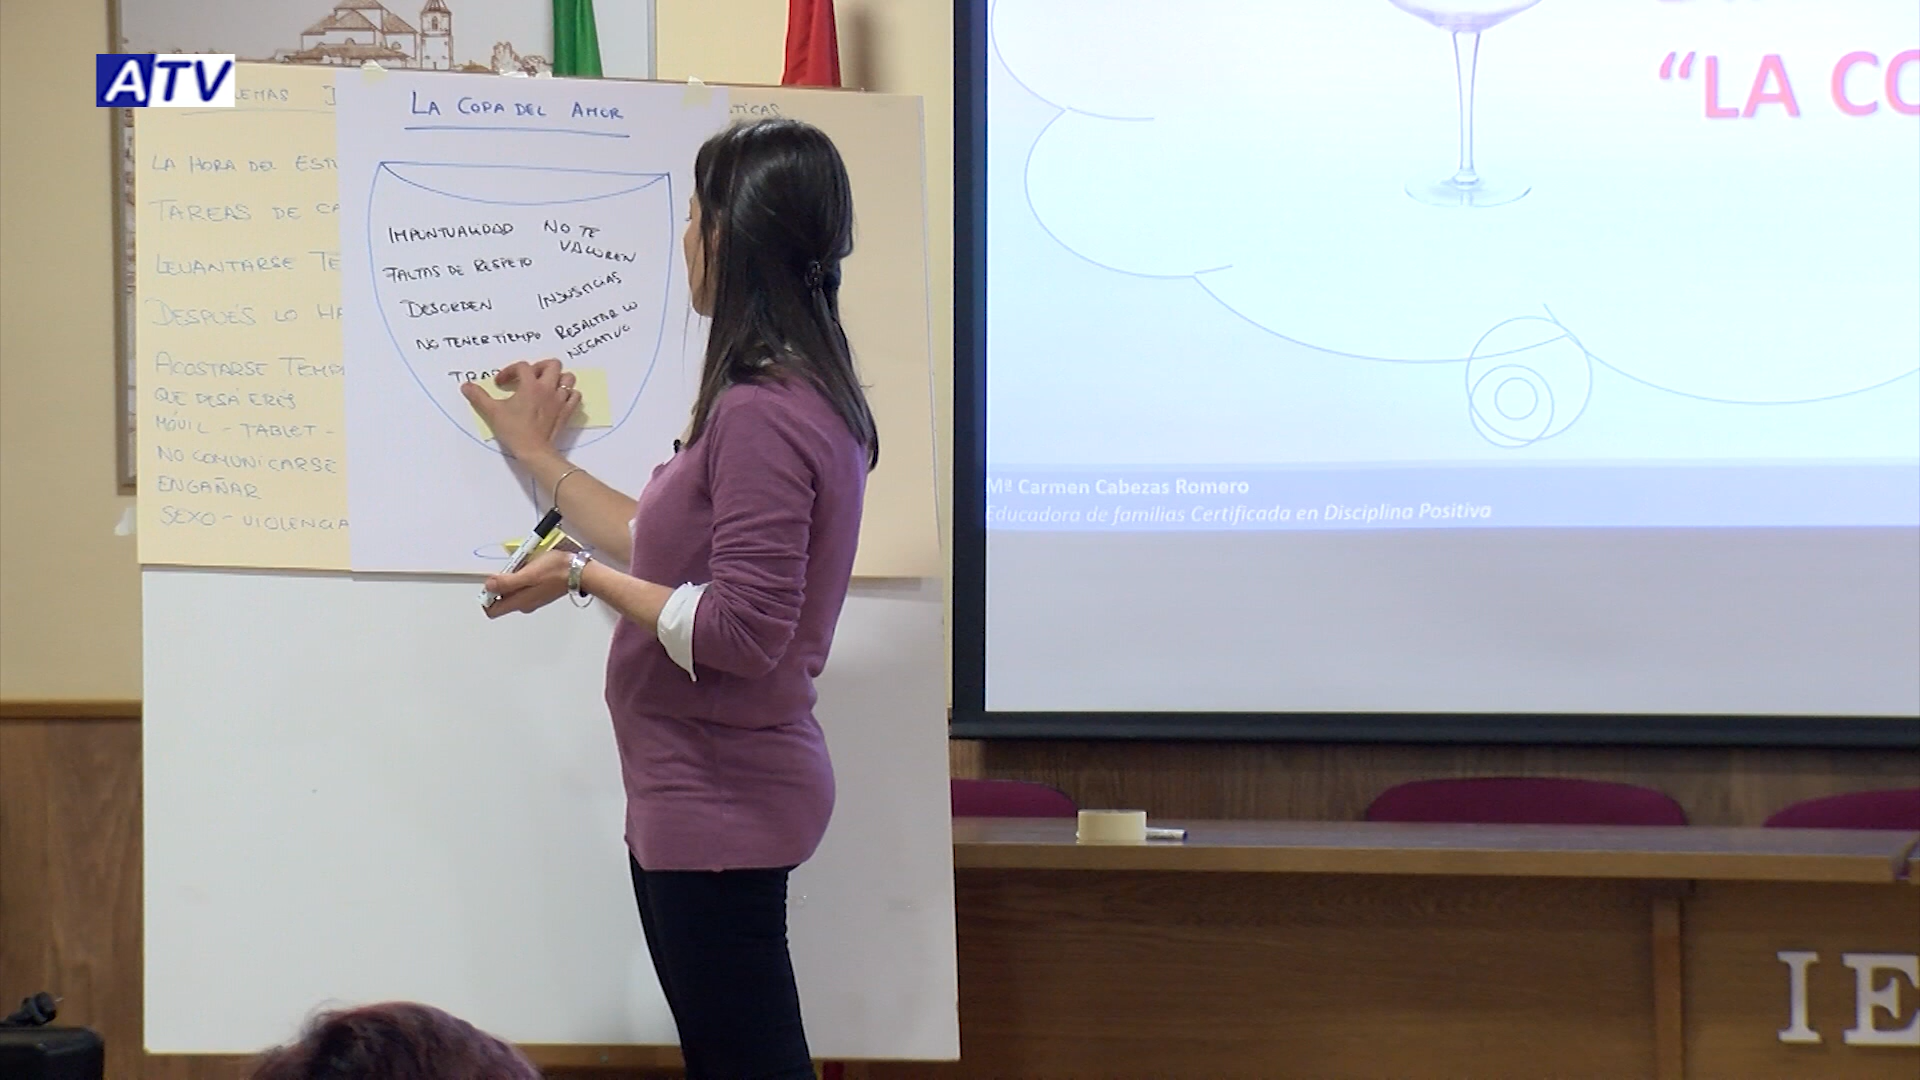 ATV
LA COPA DEL AMOR
IMPUNTUALIDAD
FALTAS DE RESPETO
DESORDEN
NO TENER TIEMPO
NO TE
VALOREN
INJUSTICIAS
RESALTAR LO
NEGATIVO
LA HORA DEL
TAREAS DE
LEVANTARSE
DESPUÉS LO
ACOSTARSE
QUE DESA ERES
MÓVIL - TABLET -
NO COMUNICARSE
ENGAÑAR
SEXO - VIOLENCIA
“LA CO
Mª Carmen Cabezas Romero
Educadora de familias Certificada en Disciplina Positiva
IE